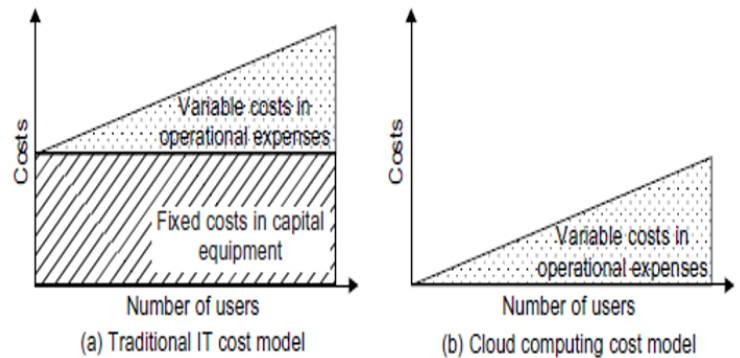 Costs
Variable costs in
operational expenses
Fixed costs in capital
equipment
Number of users
(a) Traditional IT cost model
Costs
Variable costs in
operational expenses
Number of users
(b) Cloud computing cost model